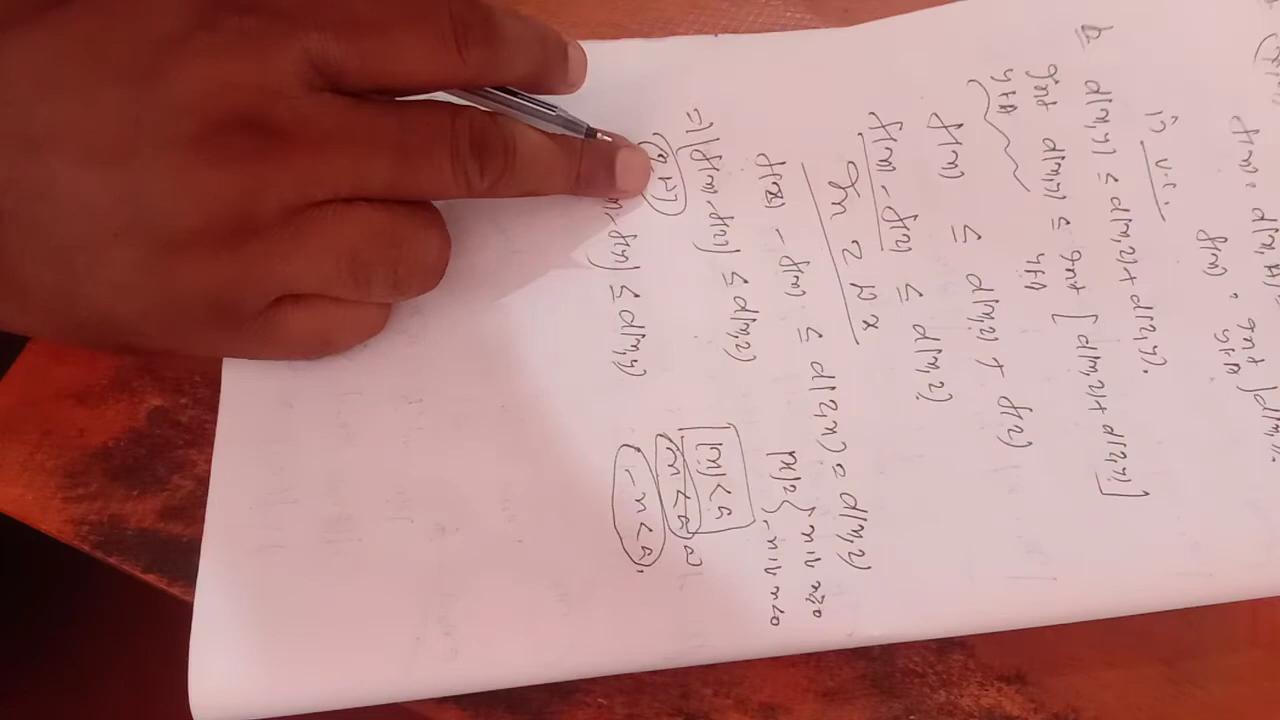 f(x) = d(x, A) = inf
f(x) =
d(x,y) ≤ d(x,z) + d(z,y).
inf d(x,y) ≤ inf [d(x,z) + d(z,y)]
f(x) ≤ d(x,z) + f(z)
f(x) - f(z) ≤ d(x,z)
f(z) - f(x) ≤ d(z,x) = d(x,z)
|x| = { x if x≥0
-x if x<0
|f(x) - f(z)| ≤ d(x,z)
|x| < a
x < a
-x < a.
- f(y)| ≤ d(x,y)